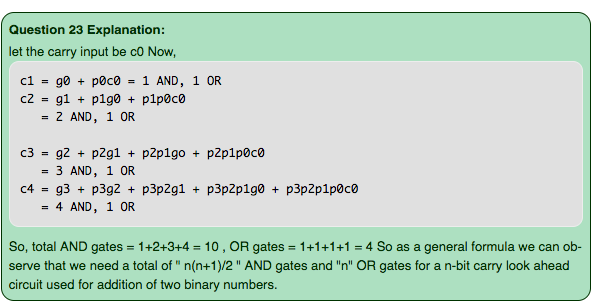 Question 23 Explanation:
let the carry input be c0 Now,
c1 = g0 + p0c0 = 1 AND, 1 OR
c2 = g1 + p1g0 + p1p0c0
= 2 AND, 1 OR
c3 = g2 + p2g1 + p2p1go + p2p1p0c0
= 3 AND, 1 OR
c4 = g3 + p3g2 + p3p2g1 + p3p2p1g0 + p3p2p1p0c0
= 4 AND, 1 OR
So, total AND gates = 1+2+3+4 = 10 , OR gates = 1+1+1+1 = 4 So as a general formula we can ob-
serve that we need a total of " n(n+1)/2 " AND gates and "n" OR gates for a n-bit carry look ahead
circuit used for addition of two binary numbers.